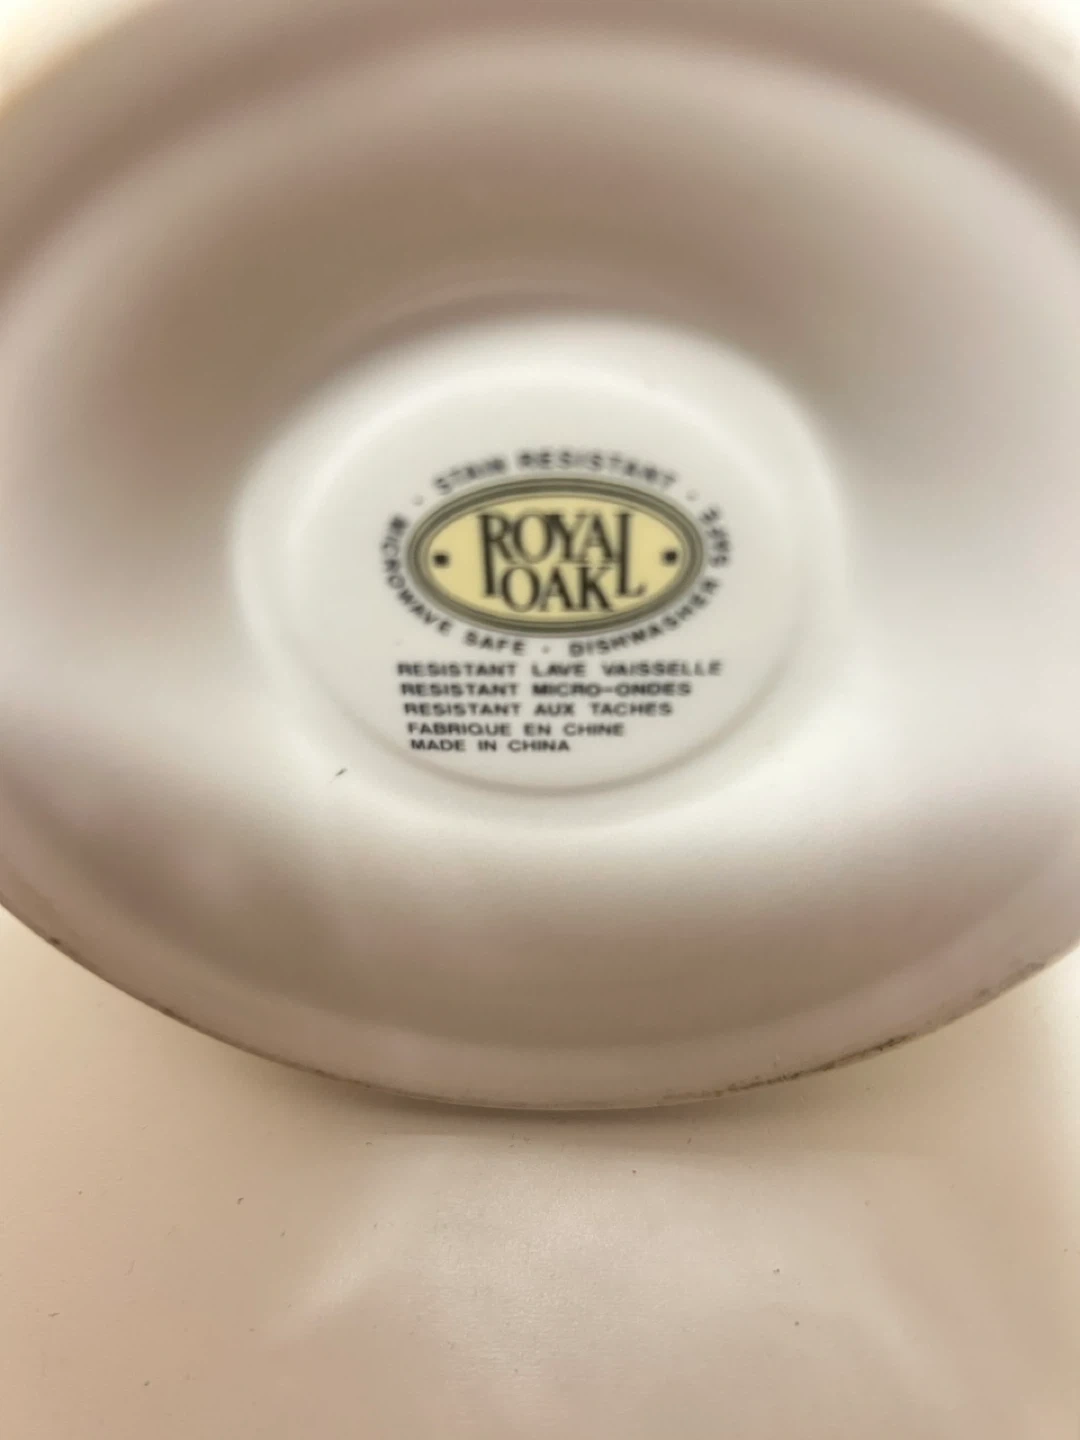 · STAIN RESISTANT ·
ROYAL
OAK
MICROWAVE SAFE · DISHWASHER SAFE
RESISTANT LAVE VAISSELLE
RESISTANT MICRO-ONDES
RESISTANT AUX TACHES
FABRIQUE EN CHINE
MADE IN CHINA